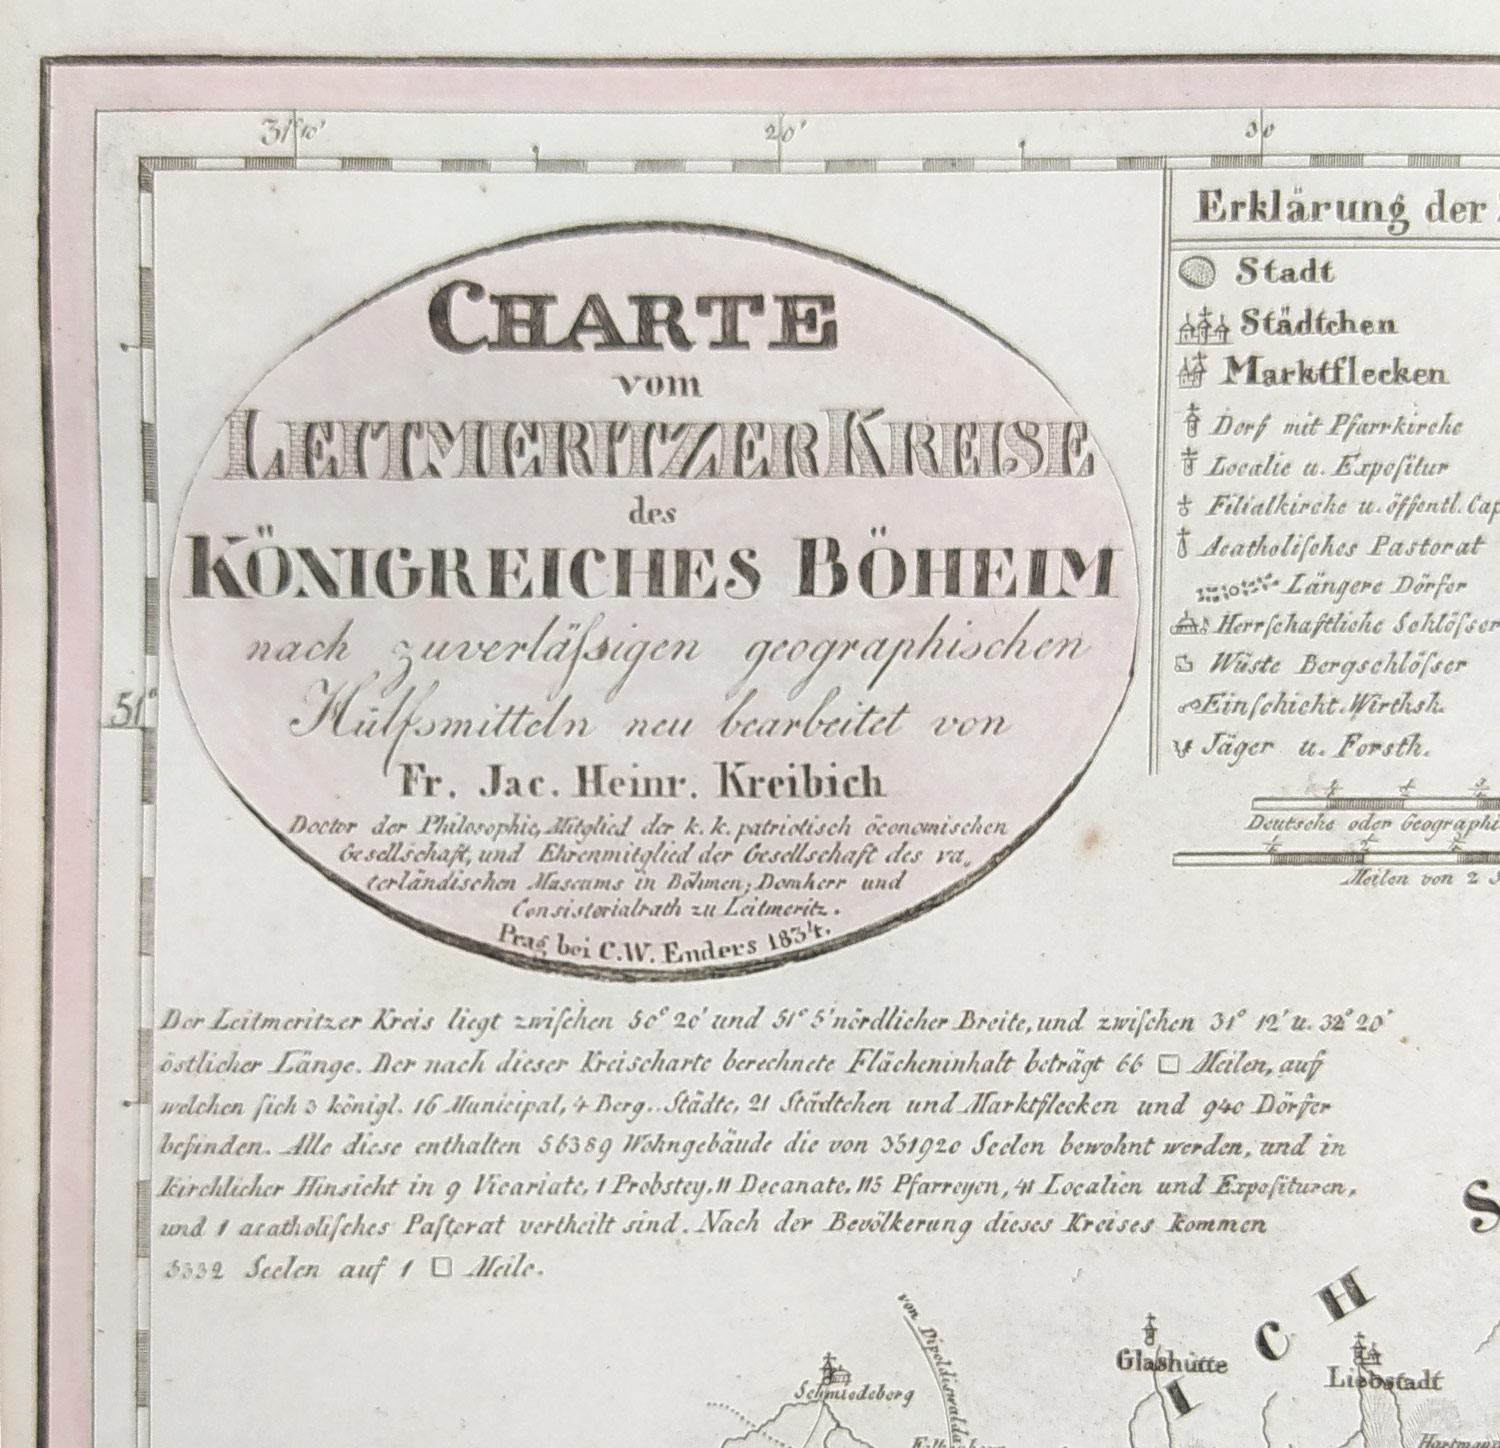 31° 10'
20'
30
CHARTE
vom
LEITMERITZER KREISE
des
KÖNIGREICHES BÖHEIM
nach zuverläſsigen geographischen
Hülfsmitteln neu bearbeitet von
Fr. Jac. Heinr. Kreibich
Doctor der Philosophie, Mitglied der k. k. patriotisch öconomischen
Gesellschaft, und Ehrenmitglied der Gesellschaft des va„
terländischen Museums in Böhmen; Domherr und
Consistorialrath zu Leitmeritz.
Prag bei C.W. Enders 1834.
51°
Erklärung der
Stadt
Städtchen
Marktflecken
Dorf mit Pfarrkirche
Localie u. Expoſitur
Filialkirche u. öffentl. Cap
Acatholiſches Pastorat
Längere Dörfer
Herrſchaftliche Schlöſser
Wüste Bergschlöſser
Einſchicht. Wirthsh.
Jäger u. Forsth.
Deutsche oder Geographi
Meilen von 2
Der Leitmeritzer Kreis liegt zwiſchen 50° 20' und 51° 5' nördlicher Breite, und zwiſchen 31° 12' u. 32° 20'
östlicher Länge. Der nach dieser Kreischarte berechnete Flächeninhalt beträgt 66 □ Meilen, auf
welchen ſich 3 königl. 16 Municipal, 4 Berg.. Städte, 21 Städtchen und Marktflecken und 940 Dörfer
befinden. Alle diese enthalten 56389 Wohngebäude die von 351920 Seelen bewohnt werden, und in
kirchlicher Hinsicht in 9 Vicariate, 1 Probstey, 11 Decanate, 115 Pfarreyen, 41 Localien und Expoſituren,
und 1 acatholiſches Paſtorat vertheilt sind. Nach der Bevölkerung dieses Kreises kommen
5332 Seelen auf 1 □ Meile.
S
I C H
von Dipoldiswalda
Glashütte
Liebstadt
Schmiedeberg